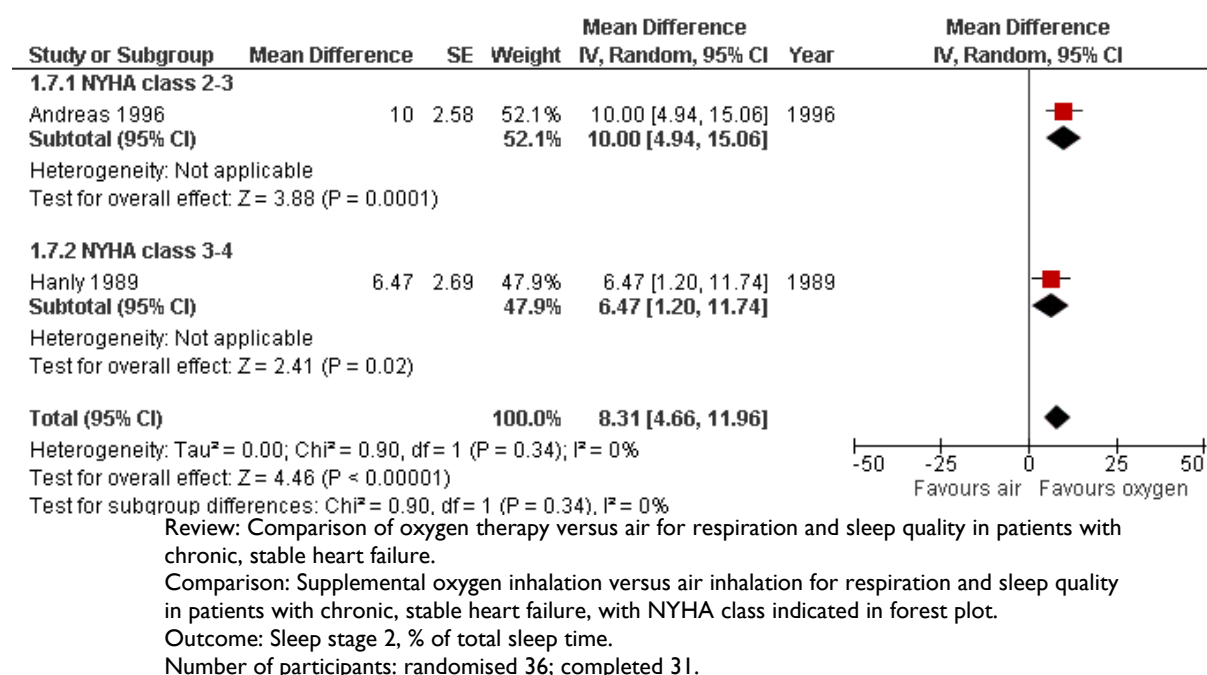 Mean Difference Mean Difference
Study or Subgroup Mean Difference SE Weight IV, Random, 95% CI Year IV, Random, 95% CI
1.7.1 NYHA class 2-3
Andreas 1996 10 2.58 52.1% 10.00 [4.94, 15.06] 1996
Subtotal (95% CI) 52.1% 10.00 [4.94, 15.06]
Heterogeneity: Not applicable
Test for overall effect: Z = 3.88 (P = 0.0001)
1.7.2 NYHA class 3-4
Hanly 1989 6.47 2.69 47.9% 6.47 [1.20, 11.74] 1989
Subtotal (95% CI) 47.9% 6.47 [1.20, 11.74]
Heterogeneity: Not applicable
Test for overall effect: Z = 2.41 (P = 0.02)
Total (95% CI) 100.0% 8.31 [4.66, 11.96]
Heterogeneity: Tau² = 0.00; Chi² = 0.90, df = 1 (P = 0.34); I² = 0%
-50 -25 0 25 50
Test for overall effect: Z = 4.46 (P < 0.00001)
Favours air Favours oxygen
Test for subgroup differences: Chi² = 0.90, df = 1 (P = 0.34), I² = 0%
Review: Comparison of oxygen therapy versus air for respiration and sleep quality in patients with
chronic, stable heart failure.
Comparison: Supplemental oxygen inhalation versus air inhalation for respiration and sleep quality
in patients with chronic, stable heart failure, with NYHA class indicated in forest plot.
Outcome: Sleep stage 2, % of total sleep time.
Number of participants: randomised 36; completed 31.